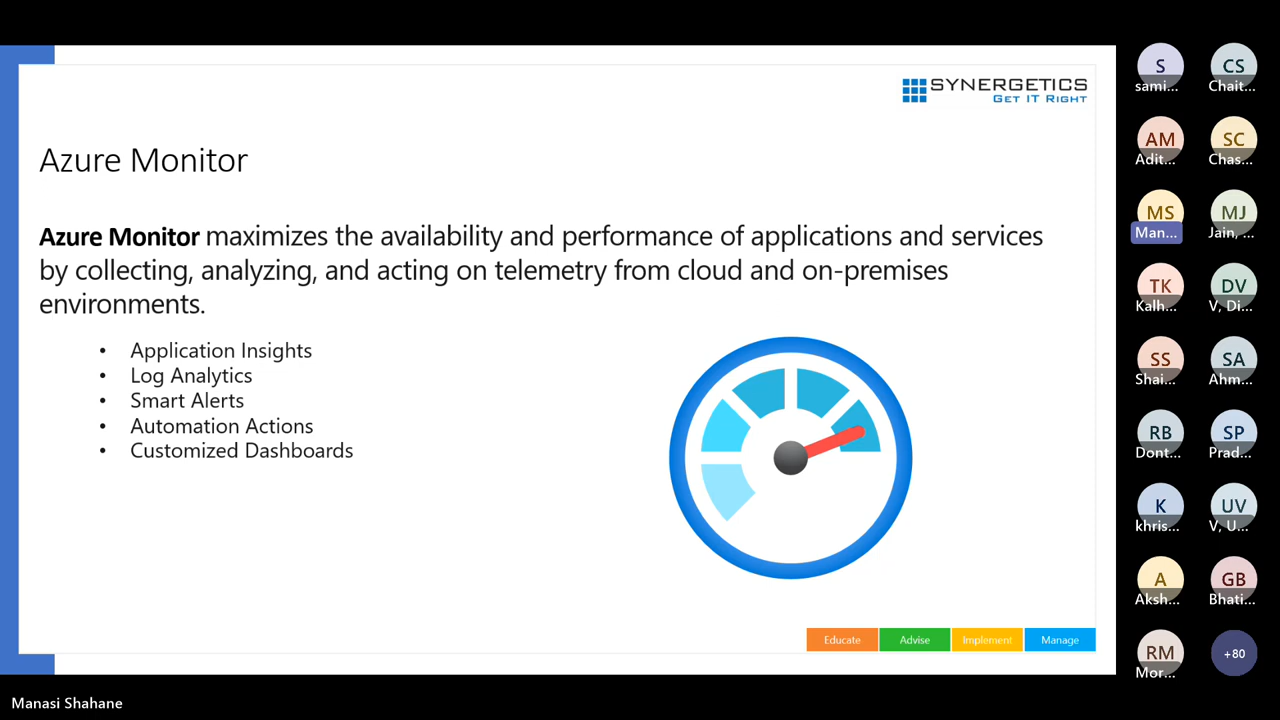 SYNERGETICS
GET IT RIGHT
Azure Monitor
Azure Monitor maximizes the availability and performance of applications and services
by collecting, analyzing, and acting on telemetry from cloud and on-premises
environments.
• Application Insights
• Log Analytics
• Smart Alerts
• Automation Actions
• Customized Dashboards
Educate Advise Implement Manage
S CS
sami... Chait...
AM SC
Adit... Chas...
MS MJ
Man... Jain, ...
TK DV
Kalh... V, Di...
SS SA
Shai... Ahm...
RB SP
Dont... Prad...
K UV
khris... V, U...
A GB
Aksh... Bhati...
RM +80
Mor...
Manasi Shahane